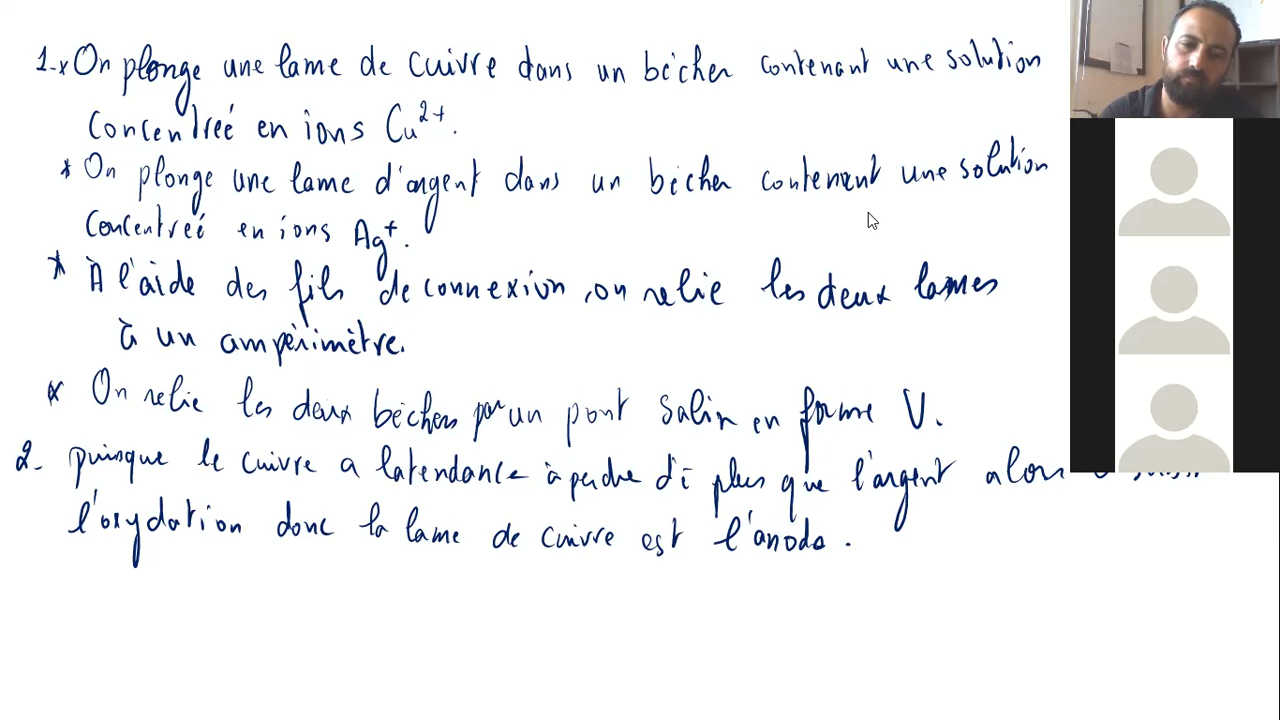 1-x On plonge une lame de cuivre dans un bécher contenant une solution
Concentreé en ions Cu²⁺.
* On plonge une lame d'argent dans un bécher contenant une solution
Concentreé en ions Ag⁺.
* À l'aide des fils de connexion, on relie les deux lames
à un ampérimètre.
* On relie les deux béchers par un pont salin en forme V.
2- puisque le cuivre a la tendance à perdre d'é plus que l'argent alors
l'oxydation donc la lame de cuivre est l'anode.